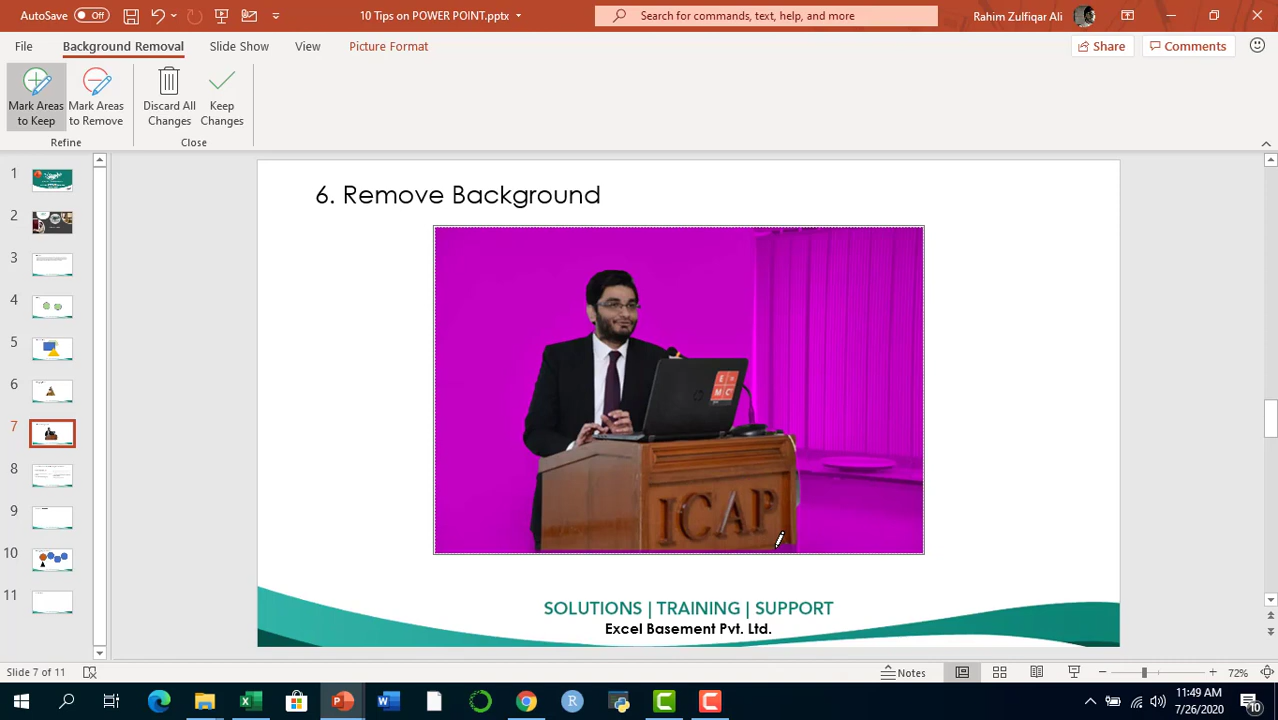 AutoSave Off
10 Tips on POWER POINT.pptx
Search for commands, text, help, and more
Rahim Zulfiqar Ali
File Background Removal Slide Show View Picture Format
Share Comments
Mark Areas to Keep
Mark Areas to Remove
Discard All Changes
Keep Changes
Refine Close
1
2
3
4
5
6
7
8
9
10
11
6. Remove Background
E
M C
ICAP
SOLUTIONS | TRAINING | SUPPORT
Excel Basement Pvt. Ltd.
Slide 7 of 11
Notes
72%
11:49 AM
7/26/2020
10